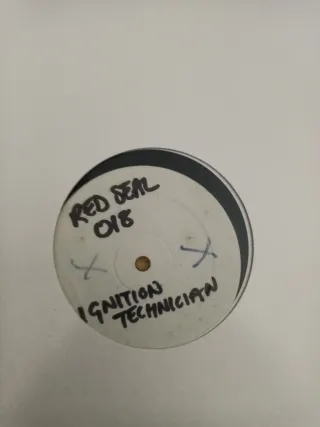 RED SEAL
018
X X
IGNITION
TECHNICIAN